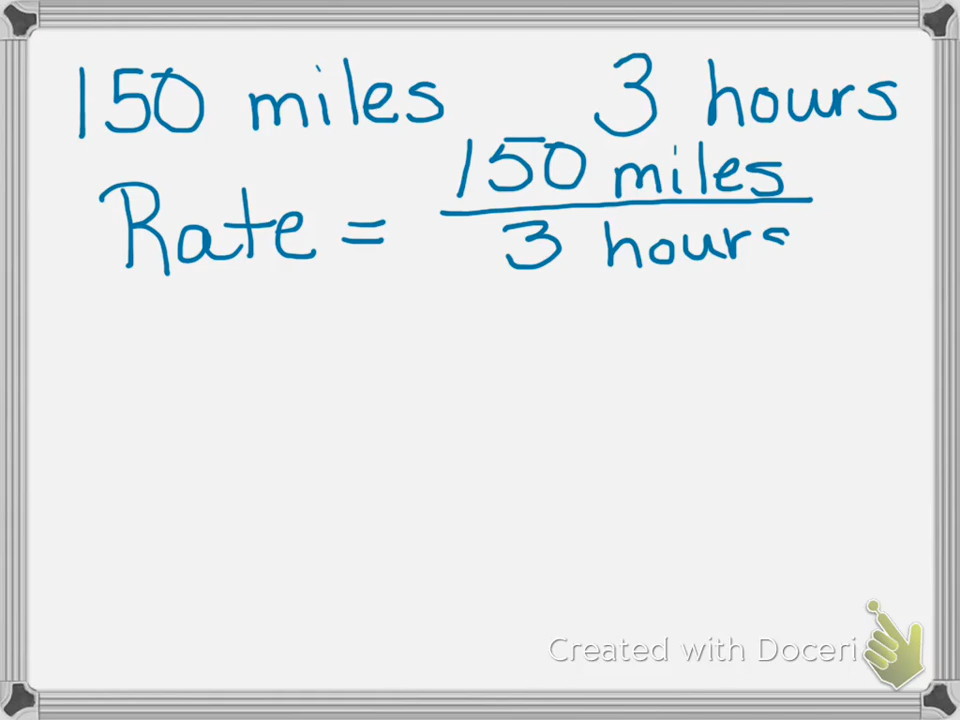 150 miles 3 hours
Rate = 150 miles
3 hours
Created with Doceri